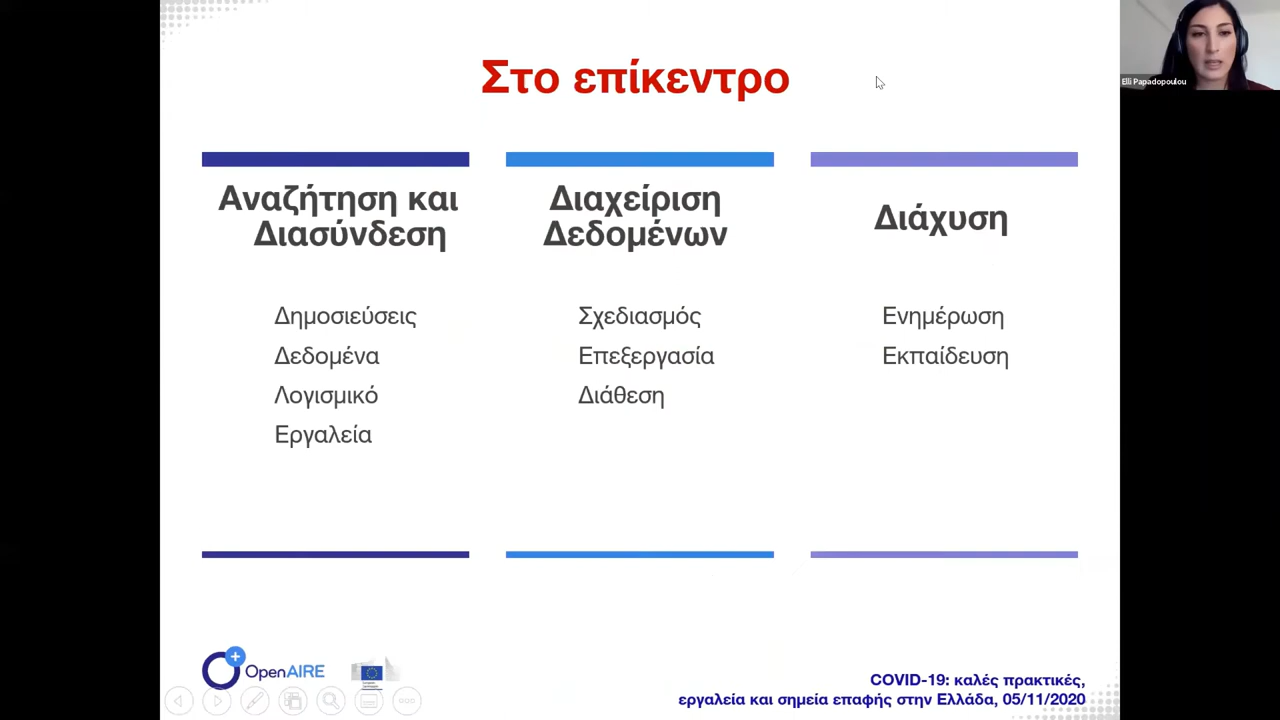 Στο επίκεντρο
Elli Papadopoulou
Αναζήτηση και
Διασύνδεση
Δημοσιεύσεις
Δεδομένα
Λογισμικό
Εργαλεία
Διαχείριση
Δεδομένων
Σχεδιασμός
Επεξεργασία
Διάθεση
Διάχυση
Ενημέρωση
Εκπαίδευση
OpenAIRE
COVID-19: καλές πρακτικές,
εργαλεία και σημεία επαφής στην Ελλάδα, 05/11/2020